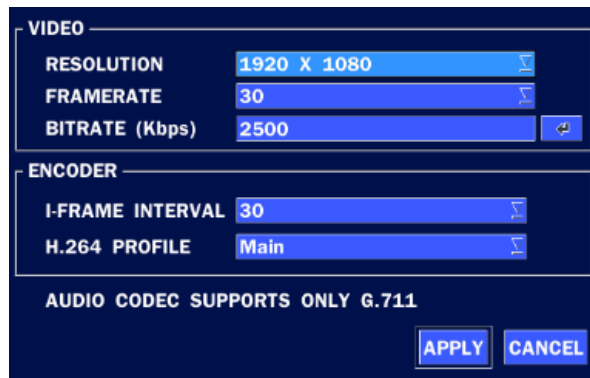 VIDEO
RESOLUTION 1920 X 1080
FRAMERATE 30
BITRATE (Kbps) 2500
ENCODER
I-FRAME INTERVAL 30
H.264 PROFILE Main
AUDIO CODEC SUPPORTS ONLY G.711
APPLY CANCEL